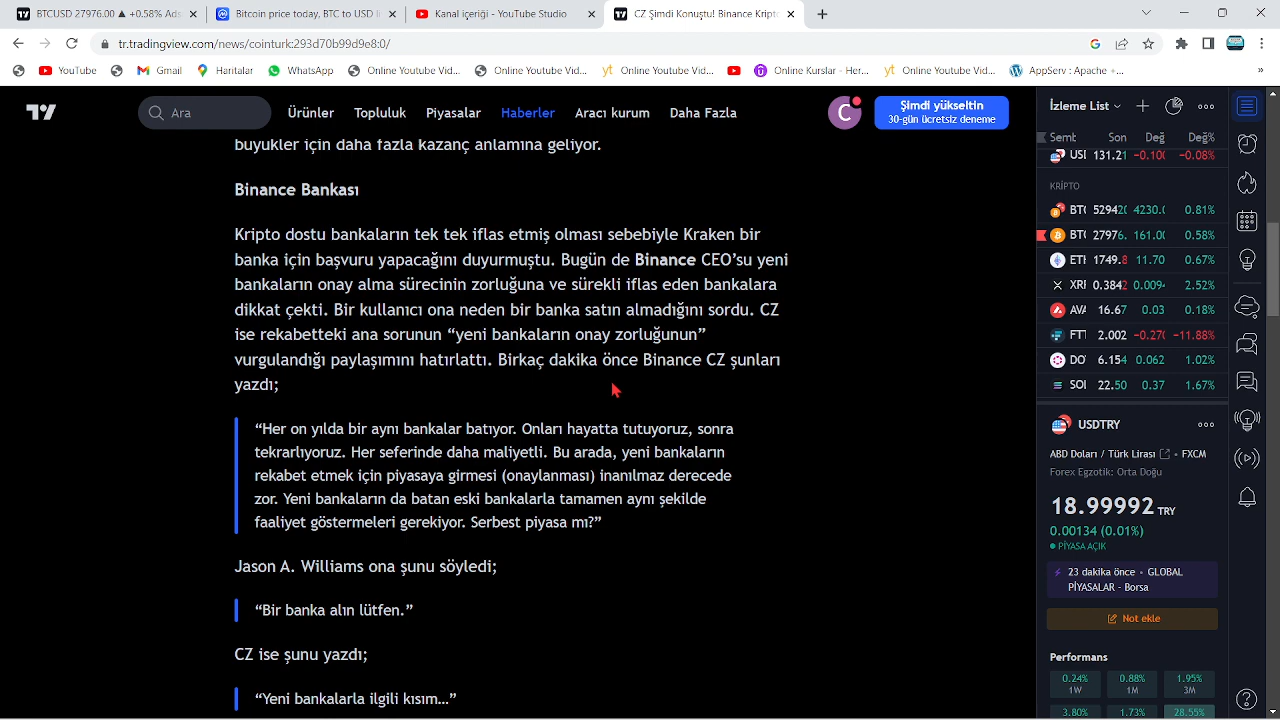 BTCUSD 27976.00 ▲ +0.58% Ads
Bitcoin price today, BTC to USD li
Kanal içeriği - YouTube Studio
CZ Şimdi Konuştu! Binance Kripto
tr.tradingview.com/news/cointurk:293d70b99d9e8:0/
YouTube
Gmail
Haritalar
WhatsApp
Online Youtube Vid...
Online Youtube Vid...
Online Youtube Vid...
Online Kurslar - Her...
Online Youtube Vid...
AppServ : Apache +...
Ara
Ürünler
Topluluk
Piyasalar
Haberler
Aracı kurum
Daha Fazla
C
Şimdi yükseltin
30-gün ücretsiz deneme
büyükler için daha fazla kazanç anlamına geliyor.
Binance Bankası
Kripto dostu bankaların tek tek iflas etmiş olması sebebiyle Kraken bir
banka için başvuru yapacağını duyurmuştu. Bugün de Binance CEO’su yeni
bankaların onay alma sürecinin zorluğuna ve sürekli iflas eden bankalara
dikkat çekti. Bir kullanıcı ona neden bir banka satın almadığını sordu. CZ
ise rekabetteki ana sorunun “yeni bankaların onay zorluğunun”
vurgulandığı paylaşımını hatırlattı. Birkaç dakika önce Binance CZ şunları
yazdı;
“Her on yılda bir aynı bankalar batıyor. Onları hayatta tutuyoruz, sonra
tekrarlıyoruz. Her seferinde daha maliyetli. Bu arada, yeni bankaların
rekabet etmek için piyasaya girmesi (onaylanması) inanılmaz derecede
zor. Yeni bankaların da batan eski bankalarla tamamen aynı şekilde
faaliyet göstermeleri gerekiyor. Serbest piyasa mı?”
Jason A. Williams ona şunu söyledi;
“Bir banka alın lütfen.”
CZ ise şunu yazdı;
“Yeni bankalarla ilgili kısım…”
İzleme List
Semb Son Değ Değ%
USI 131.21 −0.100 −0.08%
KRİPTO
BTC 529420 4230.0 0.81%
BTC 27976. 161.00 0.58%
ETH 1749.8 11.70 0.67%
XRI 0.3842 0.0094 2.52%
AVA 16.67 0.03 0.18%
FTT 2.002 −0.270 −11.88%
DO 6.154 0.062 1.02%
SOI 22.50 0.37 1.67%
USDTRY
ABD Doları / Türk Lirası • FXCM
Forex Egzotik: Orta Doğu
18.99992 TRY
0.00134 (0.01%)
PİYASA AÇIK
23 dakika önce • GLOBAL
PİYASALAR - Borsa
Not ekle
Performans
0.24% 0.88% 1.95%
1W 1M 3M
3.80% 1.73% 28.55%